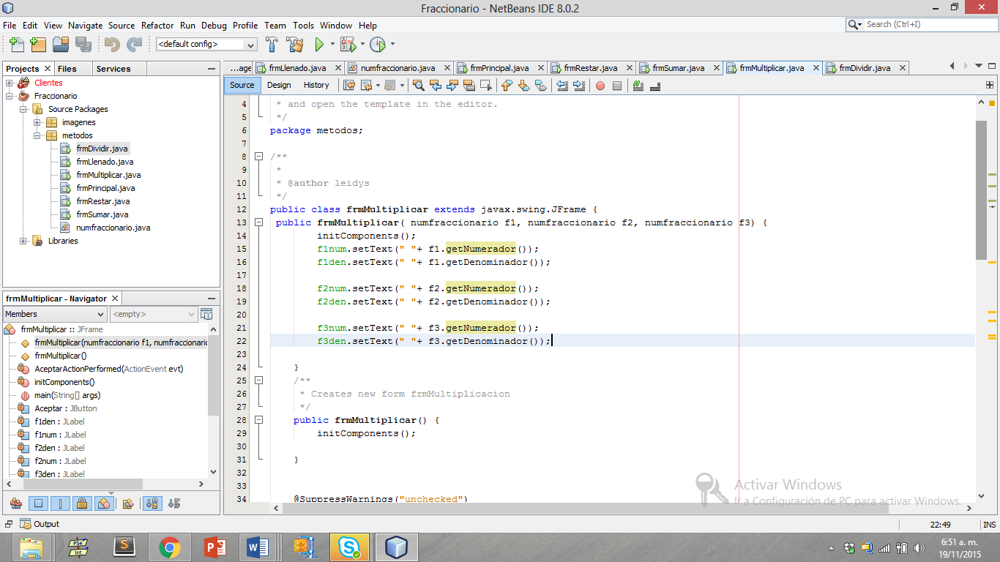 Fraccionario - NetBeans IDE 8.0.2
File Edit View Navigate Source Refactor Run Debug Profile Team Tools Window Help
Search (Ctrl+I)
<default config>
Projects Files Services
Clientes
Fraccionario
Source Packages
imagenes
metodos
frmDividir.java
frmLlenado.java
frmMultiplicar.java
frmPrincipal.java
frmRestar.java
frmSumar.java
numfraccionario.java
Libraries
frmMultiplicar - Navigator
Members <empty>
frmMultiplicar :: JFrame
frmMultiplicar(numfraccionario f1, numfraccionaric
frmMultiplicar()
AceptarActionPerformed(ActionEvent evt)
initComponents()
main(String[] args)
Aceptar : JButton
f1den : JLabel
f1num : JLabel
f2den : JLabel
f2num : JLabel
f3den : JLabel
...age frmLlenado.java numfraccionario.java frmPrincipal.java frmRestar.java frmSumar.java frmMultiplicar.java frmDividir.java
Source Design History
4 * and open the template in the editor.
5 */
6 package metodos;
7
8 /**
9 *
10 * @author leidys
11 */
12 public class frmMultiplicar extends javax.swing.JFrame {
13 public frmMultiplicar( numfraccionario f1, numfraccionario f2, numfraccionario f3) {
14 initComponents();
15 f1num.setText(" "+ f1.getNumerador());
16 f1den.setText(" "+ f1.getDenominador());
17
18 f2num.setText(" "+ f2.getNumerador());
19 f2den.setText(" "+ f2.getDenominador());
20
21 f3num.setText(" "+ f3.getNumerador());
22 f3den.setText(" "+ f3.getDenominador());
23
24 }
25 /**
26 * Creates new form frmMultiplicacion
27 */
28 public frmMultiplicar() {
29 initComponents();
30
31 }
32
33
34 @SuppressWarnings("unchecked")
Activar Windows
Ir a Configuración de PC para activar Windows.
Output
22:49 INS
PSe
Int
6:51 a. m.
19/11/2015